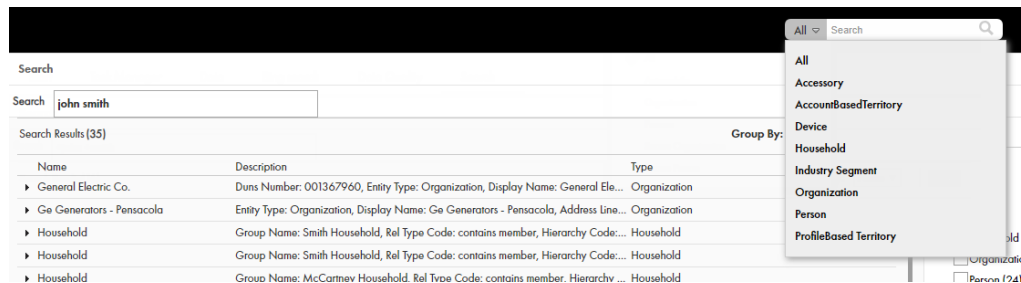 All Search
All
Accessory
AccountBasedTerritory
Device
Household
Industry Segment
Organization
Person
ProfileBased Territory
Search
Search john smith
Search Results (35) Group By:
Name Description Type
General Electric Co. Duns Number: 001367960, Entity Type: Organization, Display Name: General Ele... Organization
Ge Generators - Pensacola Entity Type: Organization, Display Name: Ge Generators - Pensacola, Address Line... Organization
Household Group Name: Smith Household, Rel Type Code: contains member, Hierarchy Code:... Household
Household Group Name: Smith Household, Rel Type Code: contains member, Hierarchy Code:... Household
Household Group Name: McCartney Household, Rel Type Code: contains member, Hierarchy ... Household
Person (24)